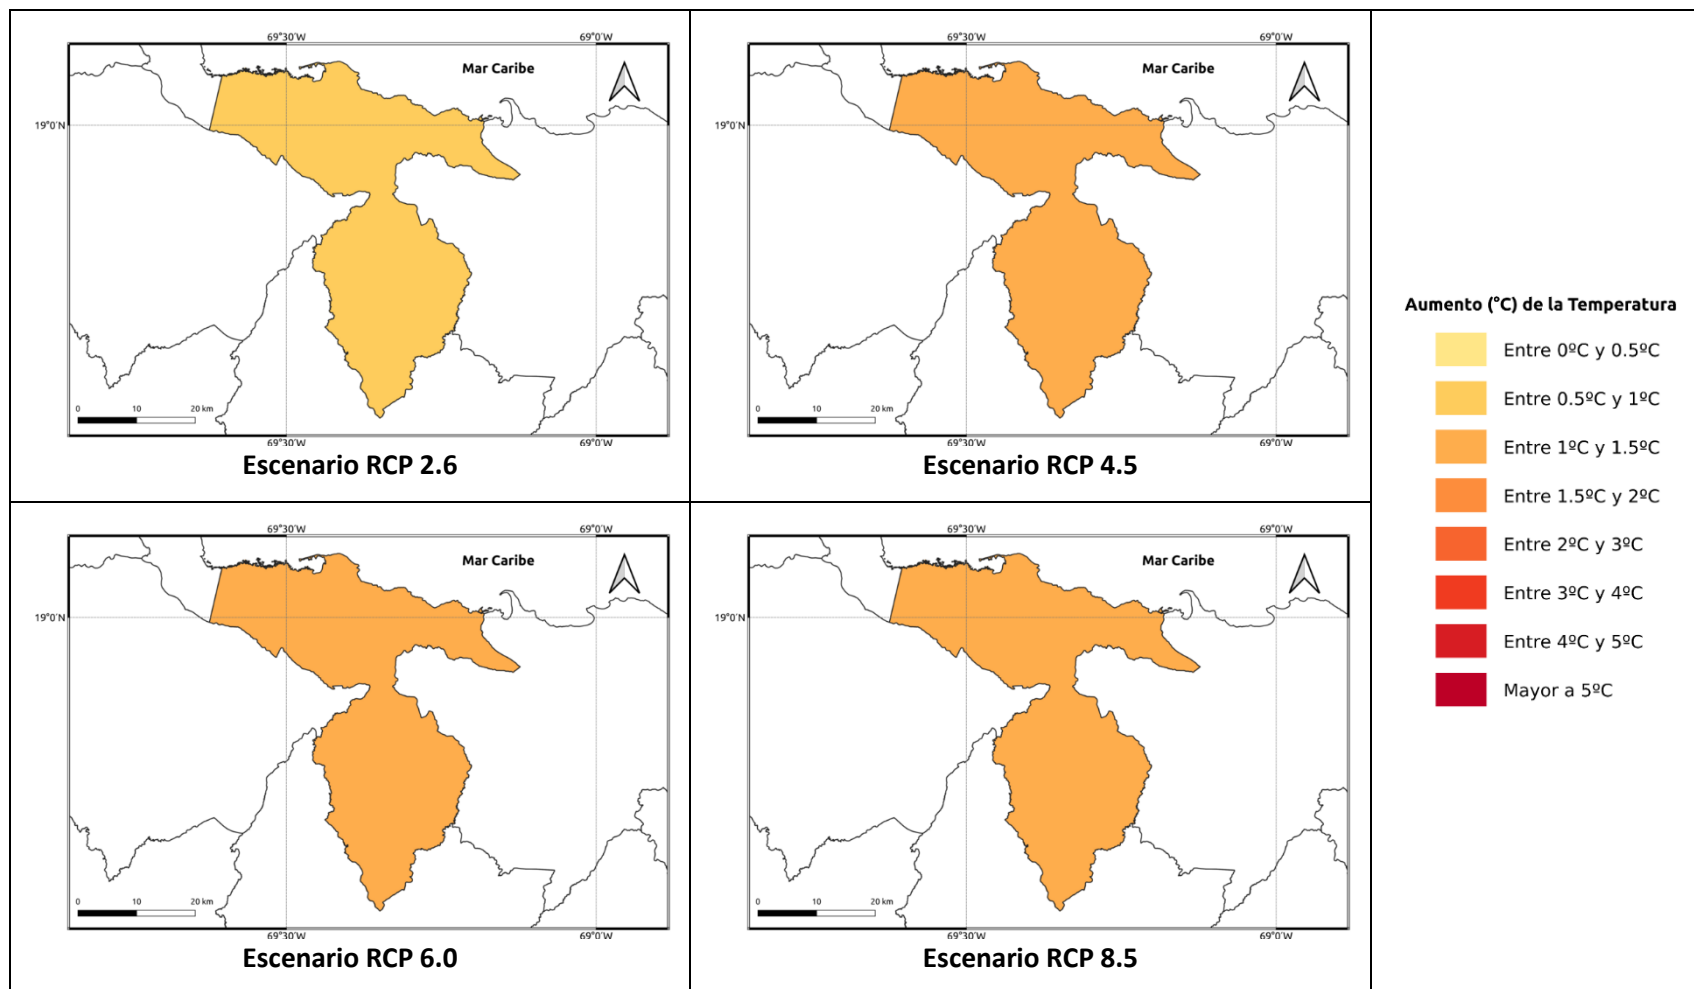 69°30'W
69°0'W
Mar Caribe
19°0'N
0
10
20 km
69°30'W
69°0'W
Escenario RCP 2.6
69°30'W
69°0'W
Mar Caribe
0
10
20 km
69°30'W
69°0'W
Escenario RCP 4.5
69°30'W
69°0'W
Mar Caribe
19°0'N
0
10
20 km
69°30'W
69°0'W
Escenario RCP 6.0
69°30'W
69°0'W
Mar Caribe
0
10
20 km
69°30'W
69°0'W
Escenario RCP 8.5
Aumento (°C) de la Temperatura
Entre 0ºC y 0.5ºC
Entre 0.5ºC y 1ºC
Entre 1ºC y 1.5ºC
Entre 1.5ºC y 2ºC
Entre 2ºC y 3ºC
Entre 3ºC y 4ºC
Entre 4ºC y 5ºC
Mayor a 5ºC